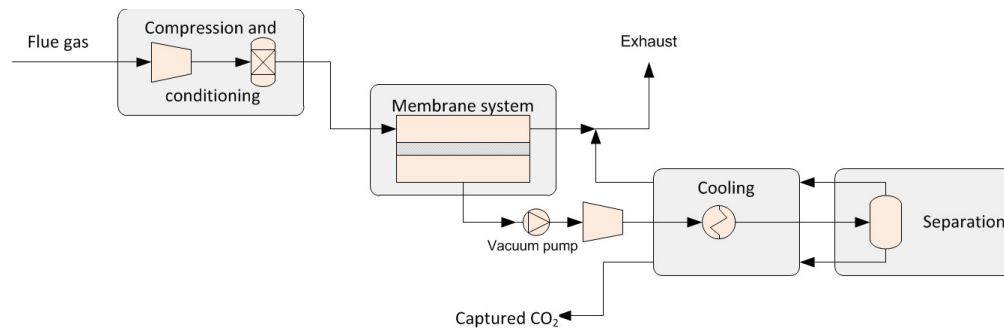 Compression and
Flue gas
conditioning
Exhaust
Membrane system
Cooling
Separation
Vacuum pump
Captured CO₂